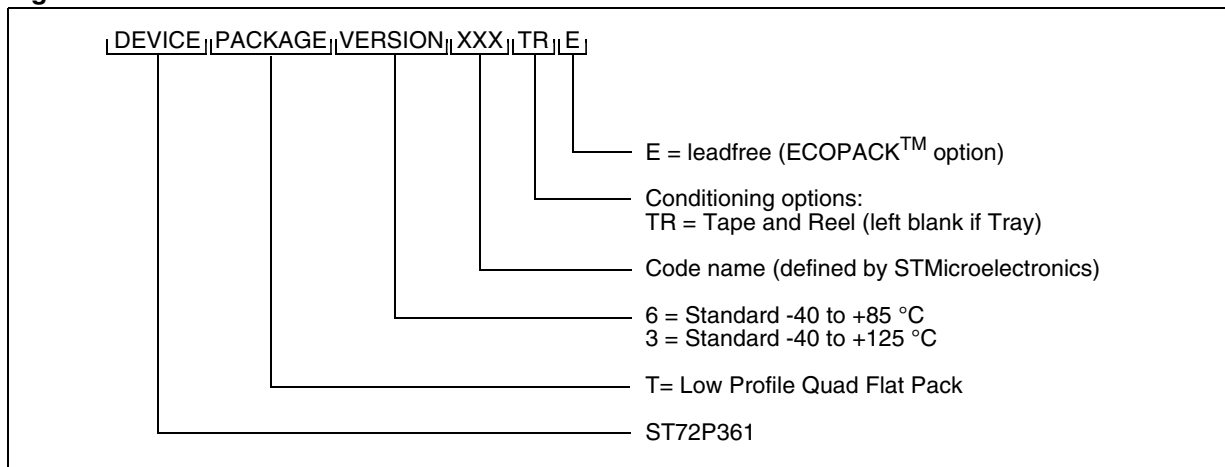 DEVICE PACKAGE VERSION XXX TR E
E = leadfree (ECOPACK™ option)
Conditioning options:
TR = Tape and Reel (left blank if Tray)
Code name (defined by STMicroelectronics)
6 = Standard -40 to +85 °C
3 = Standard -40 to +125 °C
T= Low Profile Quad Flat Pack
ST72P361